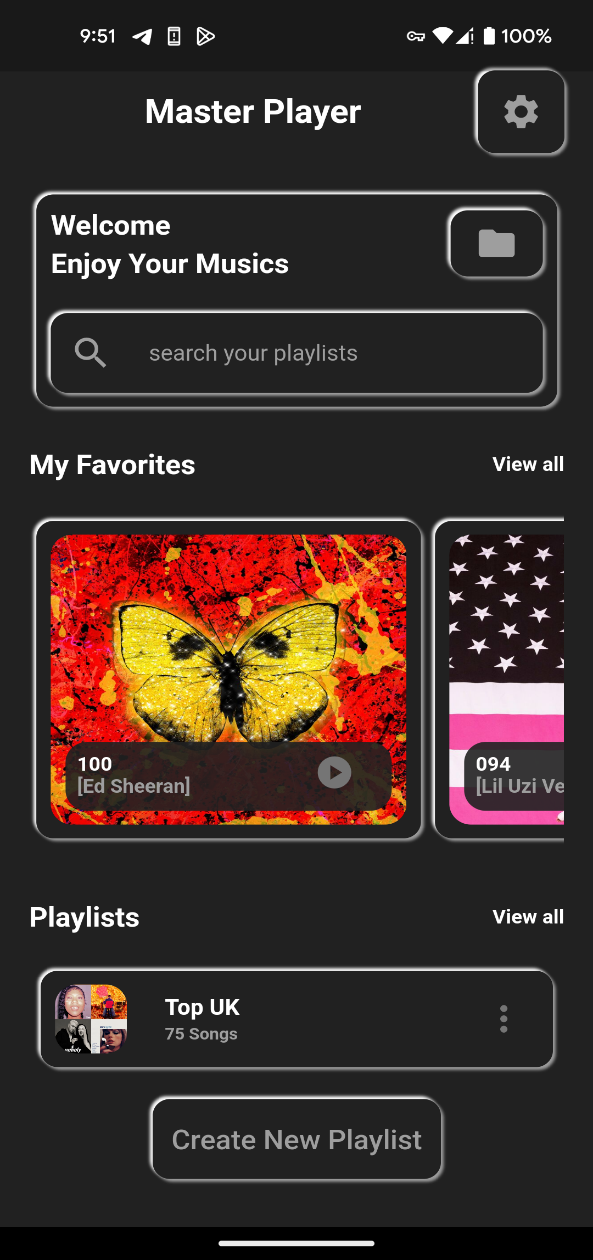 9:51
100%
Master Player
Welcome
Enjoy Your Musics
search your playlists
My Favorites
View all
100
[Ed Sheeran]
094
[Lil Uzi Ve
Playlists
View all
Top UK
75 Songs
Create New Playlist